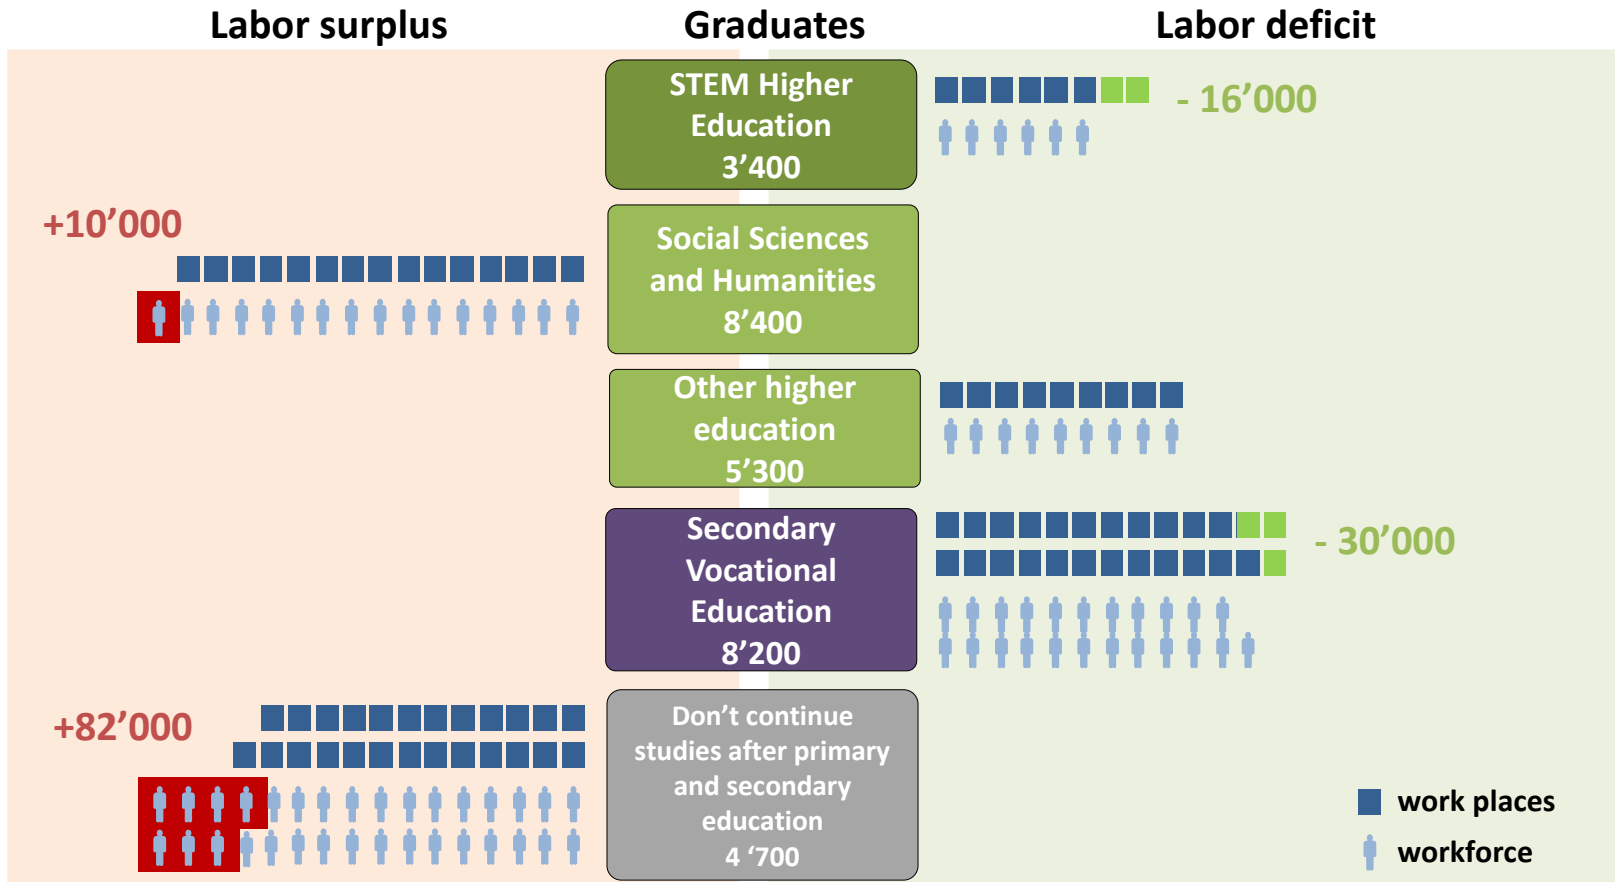 Labor surplus
Graduates
Labor deficit
STEM Higher
Education
3’400
- 16’000
+10’000
Social Sciences
and Humanities
8’400
Other higher
education
5’300
Secondary
Vocational
Education
8’200
- 30’000
+82’000
Don’t continue
studies after primary
and secondary
education
4 ‘700
work places
workforce